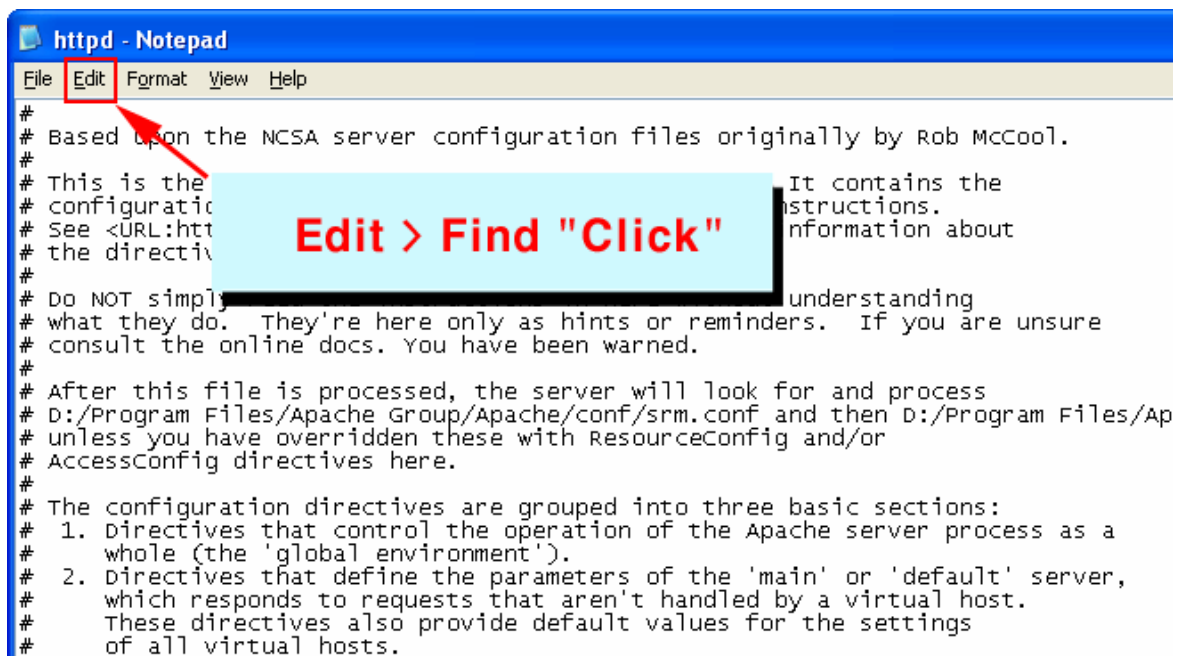 httpd - Notepad
File Edit Format View Help
#
# Based upon the NCSA server configuration files originally by Rob McCool.
#
# This is the It contains the
# configuratio nstructions.
# See <URL:htt nformation about
# the directiv
Edit > Find "Click"
#
# Do NOT simply understanding
# what they do. They're here only as hints or reminders. If you are unsure
# consult the online docs. You have been warned.
#
# After this file is processed, the server will look for and process
# D:/Program Files/Apache Group/Apache/conf/srm.conf and then D:/Program Files/Ap
# unless you have overridden these with ResourceConfig and/or
# AccessConfig directives here.
#
# The configuration directives are grouped into three basic sections:
# 1. Directives that control the operation of the Apache server process as a
# whole (the 'global environment').
# 2. Directives that define the parameters of the 'main' or 'default' server,
# which responds to requests that aren't handled by a virtual host.
# These directives also provide default values for the settings
# of all virtual hosts.